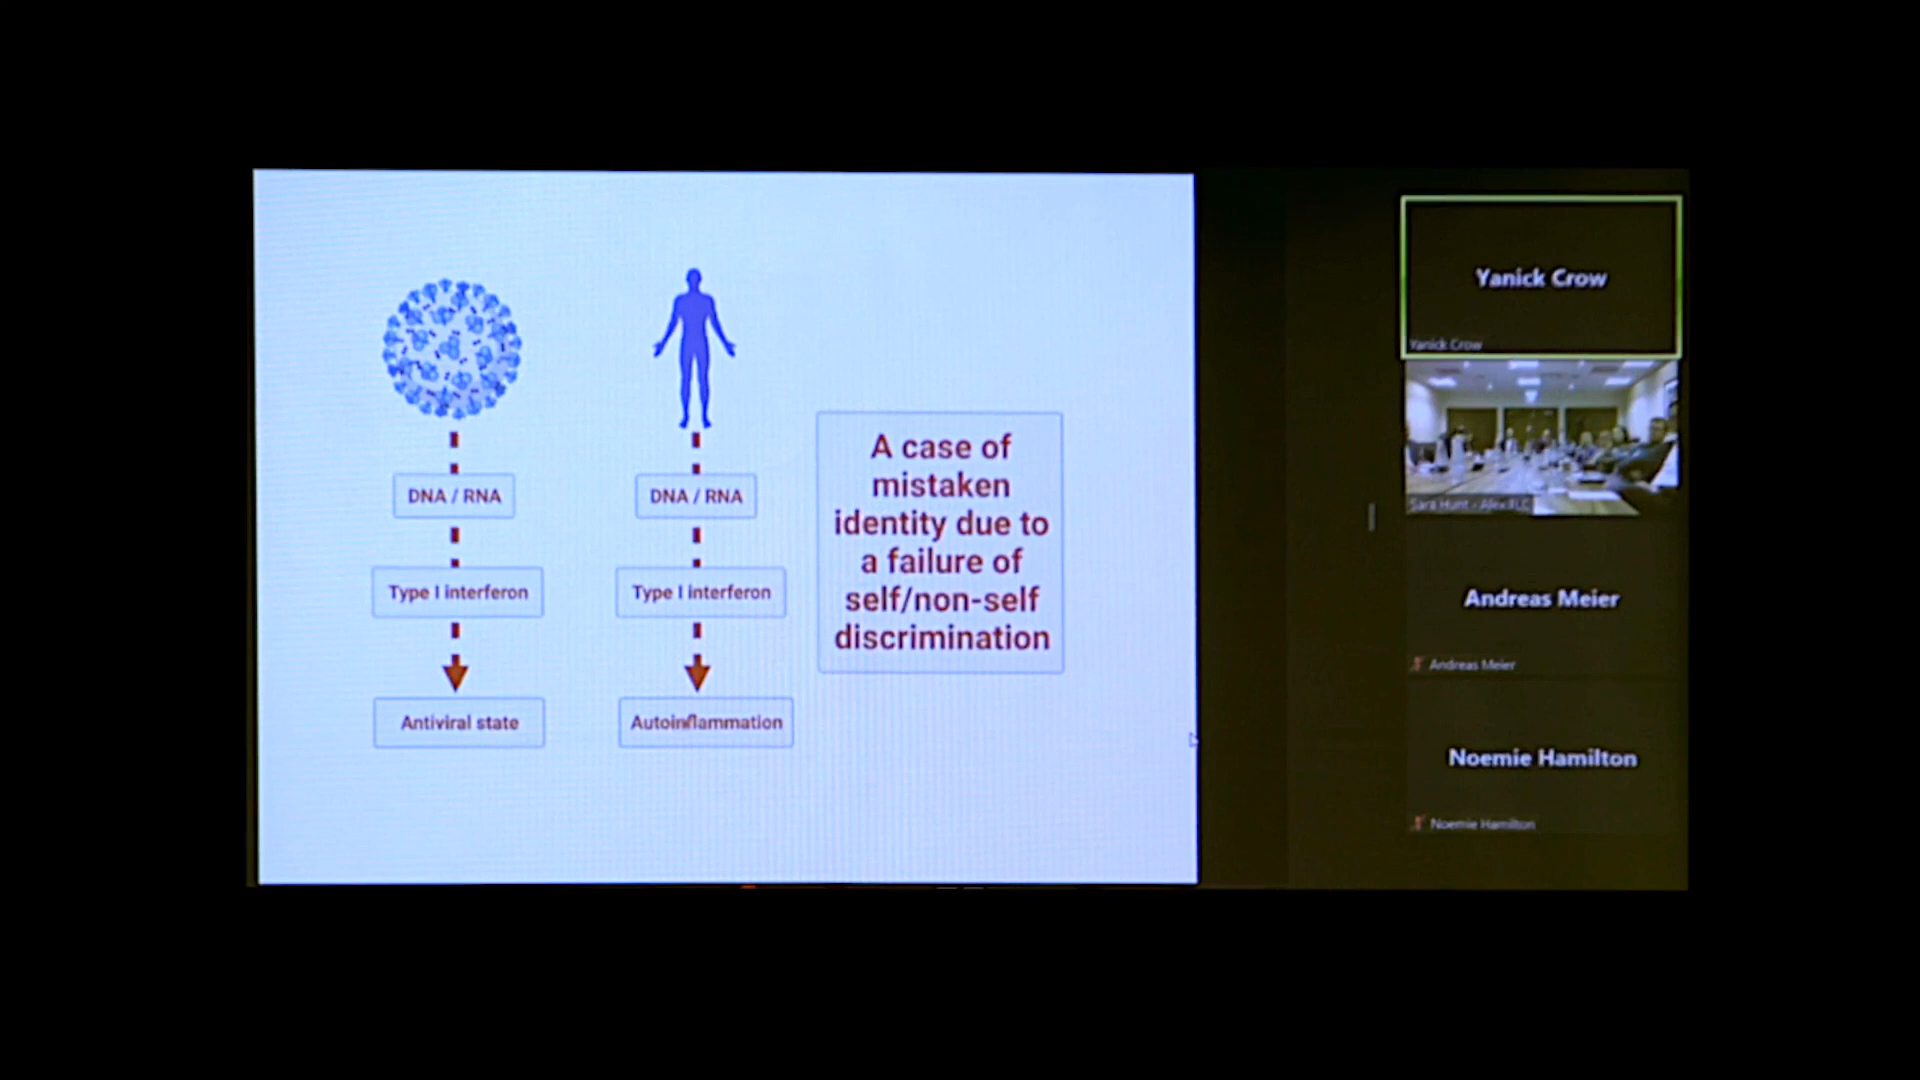 DNA / RNA
Type I interferon
Antiviral state
DNA / RNA
Type I interferon
Autoinflammation
A case of
mistaken
identity due to
a failure of
self/non-self
discrimination
Yanick Crow
Yanick Crow
Sara Hunt - Alex TLC
Andreas Meier
Andreas Meier
Noemie Hamilton
Noemie Hamilton